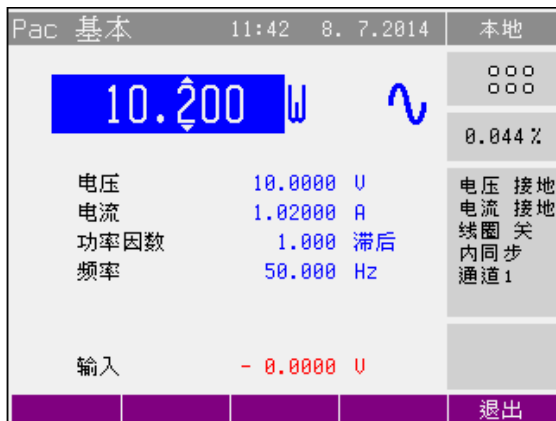 Pac 基本 11:42 8. 7.2014 本地
10.200 W
0.044 %
电压 10.0000 V
电流 1.02000 A
功率因数 1.000 滞后
频率 50.000 Hz
电压 接地
电流 接地
线圈 关
内同步
通道1
输入 - 0.0000 V
退出